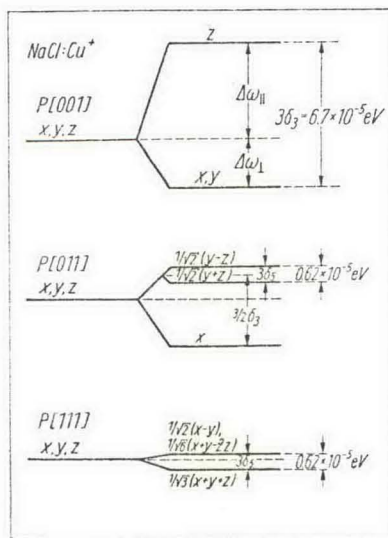 z
NaCl:Cu⁺
P[001]
Δω∥
3δ₃=6.7×10⁻⁵eV
x,y,z
Δω⊥
x,y
P[011]
1/√2(y-z)
x,y,z
1/√2(y+z)
3δ₅
0.62×10⁻⁵eV
3/2δ₃
x
P[111]
1/√2(x-y),
x,y,z
1/√6(x+y-2z)
3δ₅
0.62×10⁻⁵eV
1/√3(x+y+z)